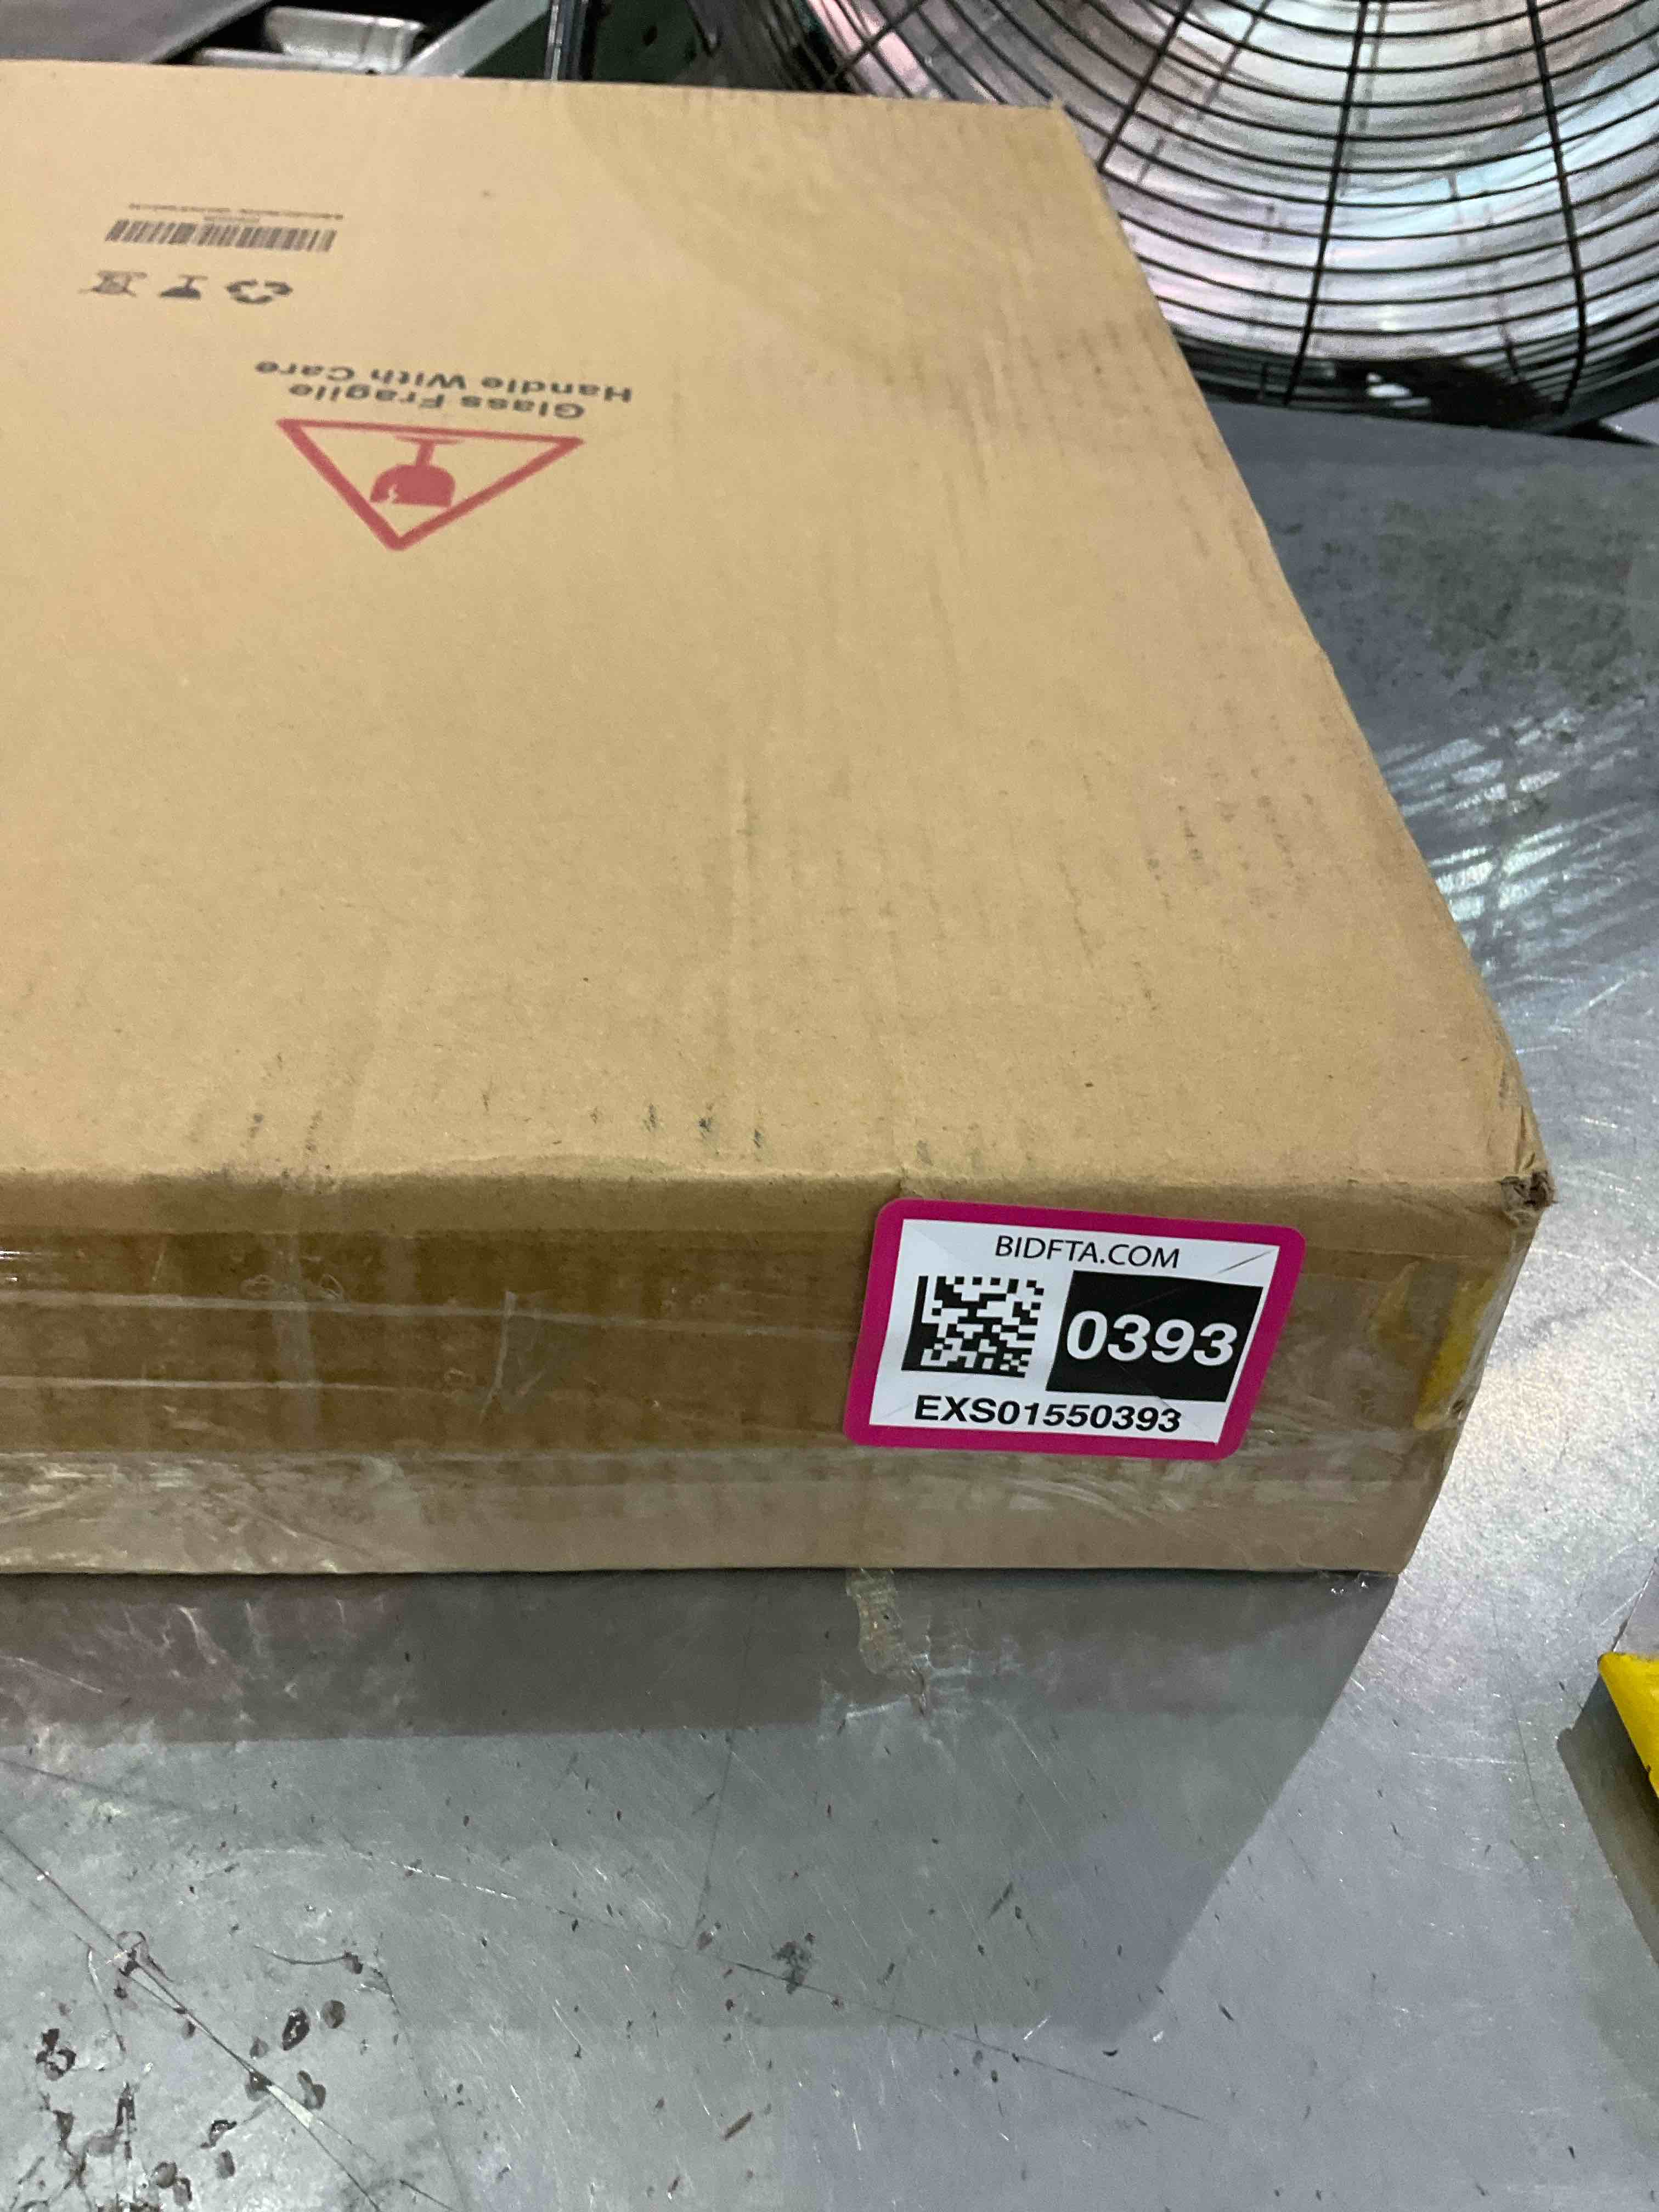 Glass Fragile
Handle With Care
BIDFTA.COM
0393
EXS01550393